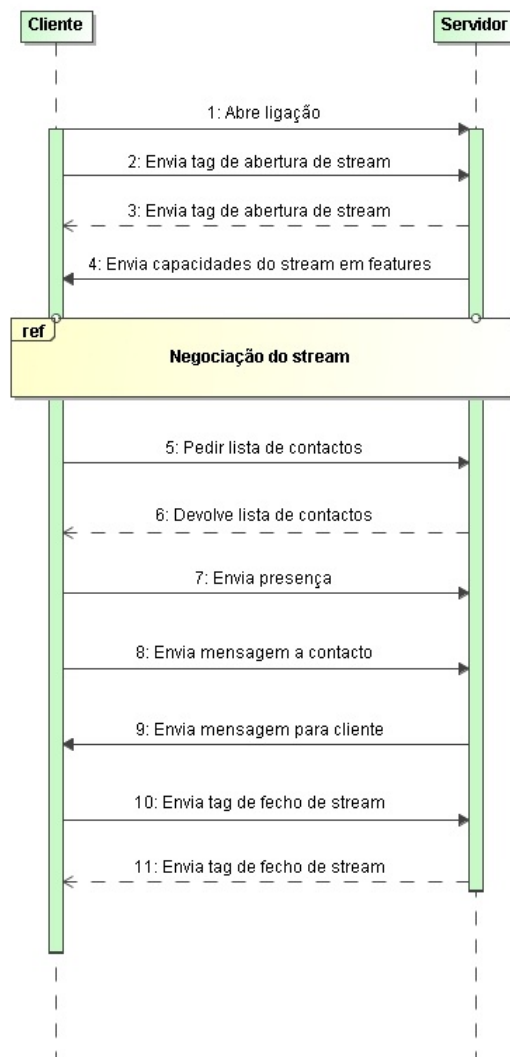 Cliente
Servidor
1: Abre ligação
2: Envia tag de abertura de stream
3: Envia tag de abertura de stream
4: Envia capacidades do stream em features
ref
Negociação do stream
5: Pedir lista de contactos
6: Devolve lista de contactos
7: Envia presença
8: Envia mensagem a contacto
9: Envia mensagem para cliente
10: Envia tag de fecho de stream
11: Envia tag de fecho de stream